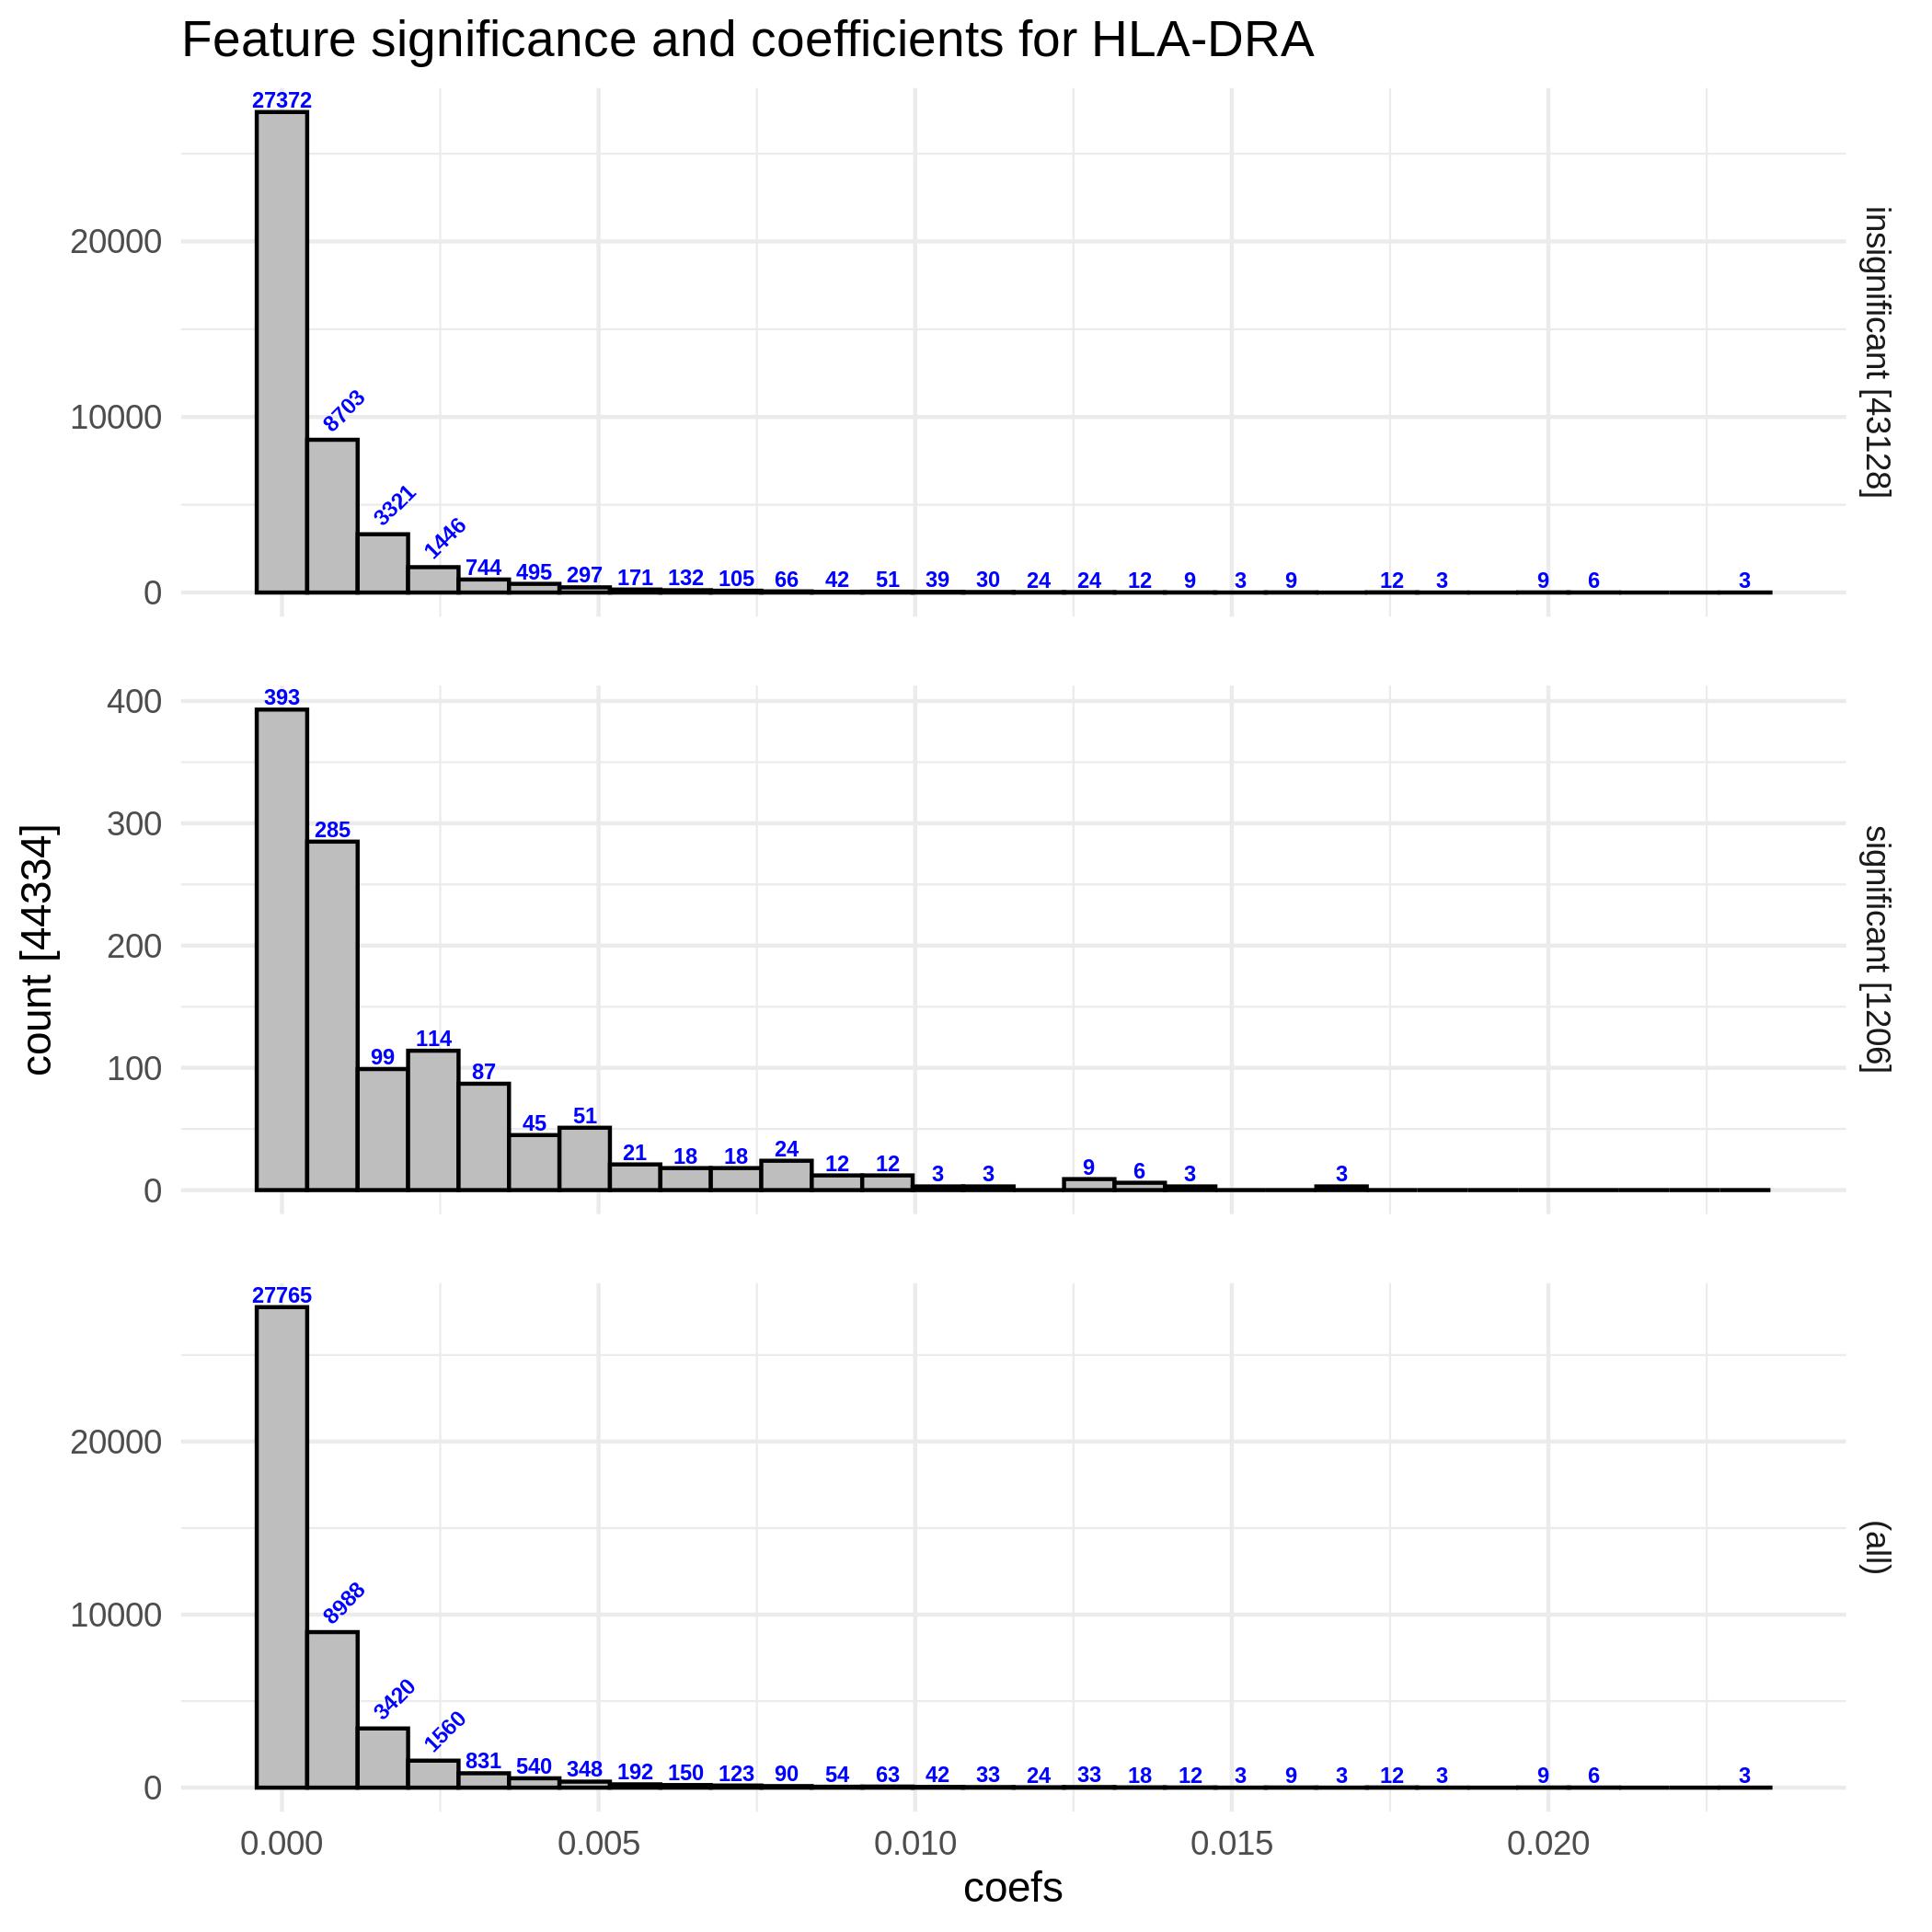 Feature significance and coefficients for HLA-DRA
27372
8703
3321
1446
744 495 297 171 132 105 66 42 51 39 30 24 24 12 9 3 9 12 3 9 6 3
20000
10000
0
insignificant [43128]
393
285
99 114 87 45 51 21 18 18 24 12 12 3 3 9 6 3 3
400
300
200
100
0
significant [1206]
count [44334]
27765
8988
3420
1560
831 540 348 192 150 123 90 54 63 42 33 24 33 18 12 3 9 3 12 3 9 6 3
20000
10000
0
(all)
0.000 0.005 0.010 0.015 0.020
coefs